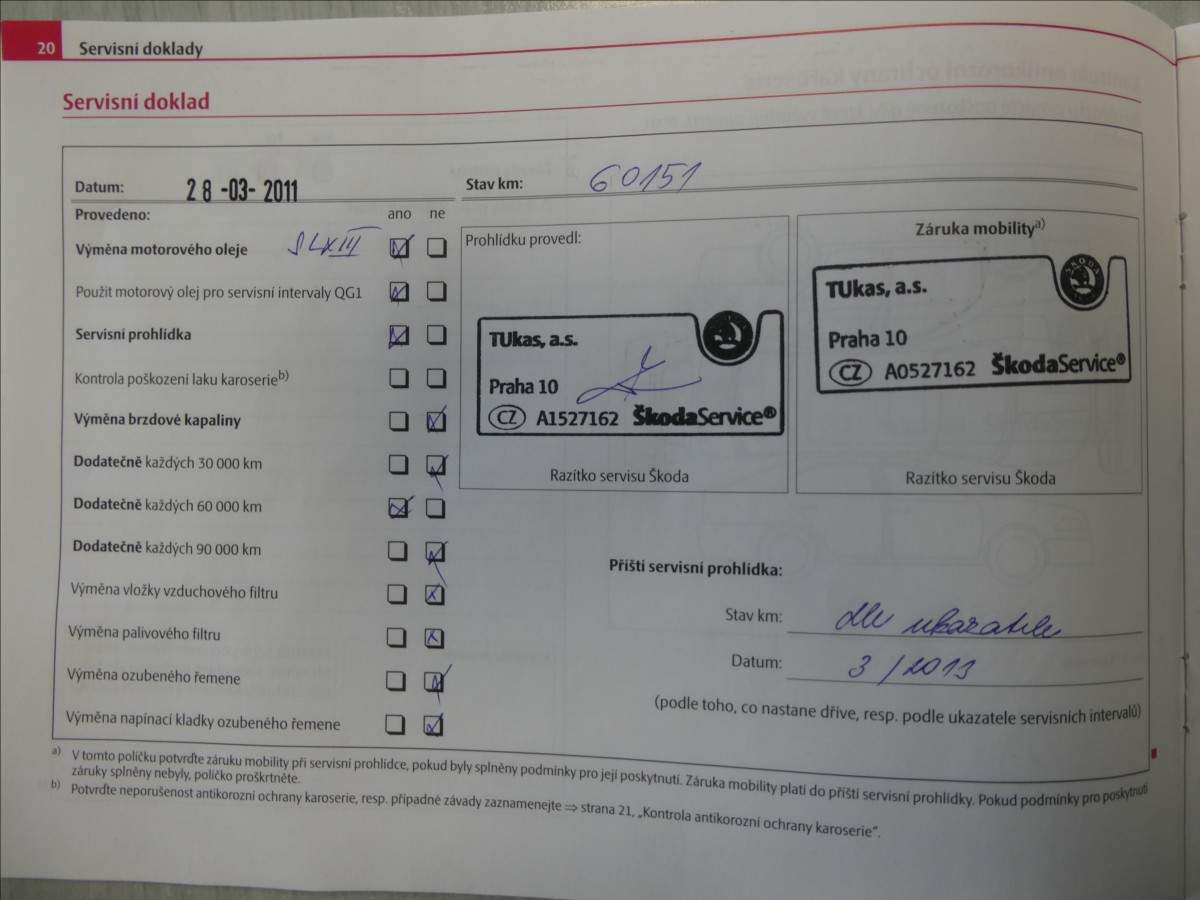 20 Servisní doklady
Servisní doklad
Datum: 28-03-2011
Stav km: 60151
Provedeno: ano ne
Výměna motorového oleje
Použit motorový olej pro servisní intervaly QG1
Servisní prohlídka
Kontrola poškození laku karoserieb)
Výměna brzdové kapaliny
Dodatečně každých 30 000 km
Dodatečně každých 60 000 km
Dodatečně každých 90 000 km
Výměna vložky vzduchového filtru
Výměna palivového filtru
Výměna ozubeného řemene
Výměna napínací kladky ozubeného řemene
Prohlídku provedl:
TUkas, a.s.
Praha 10
CZ A1527162 ŠkodaService®
Razítko servisu Škoda
Záruka mobilitya)
ŠKODA
TUkas, a.s.
Praha 10
CZ A0527162 ŠkodaService®
Razítko servisu Škoda
Příští servisní prohlídka:
Stav km: dle ukazatele
Datum: 3/2013
(podle toho, co nastane dříve, resp. podle ukazatele servisních intervalů)
a) V tomto políčku potvrďte záruku mobility při servisní prohlídce, pokud byly splněny podmínky pro její poskytnutí. Záruka mobility platí do příští servisní prohlídky. Pokud podmínky pro poskytnutí
záruky splněny nebyly, políčko proškrtněte.
b) Potvrďte neporušenost antikorozní ochrany karoserie, resp. případné závady zaznamenejte ⇒ strana 21, „Kontrola antikorozní ochrany karoserie“.